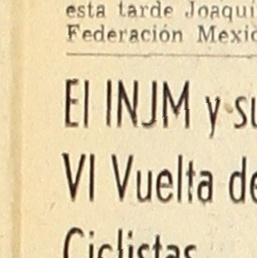 esta tarde Joaqui
Federación Mexic
El INJM y su
VI Vuelta de
Ciclistas